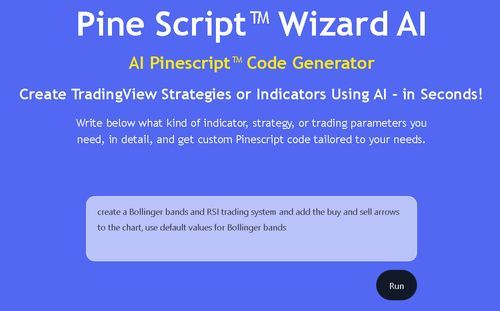 Pine Script™ Wizard AI
AI Pinescript™ Code Generator
Create TradingView Strategies or Indicators Using AI - in Seconds!
Write below what kind of indicator, strategy, or trading parameters you
need, in detail, and get custom Pinescript code tailored to your needs.
create a Bollinger bands and RSI trading system and add the buy and sell arrows
to the chart, use default values for Bollinger bands
Run